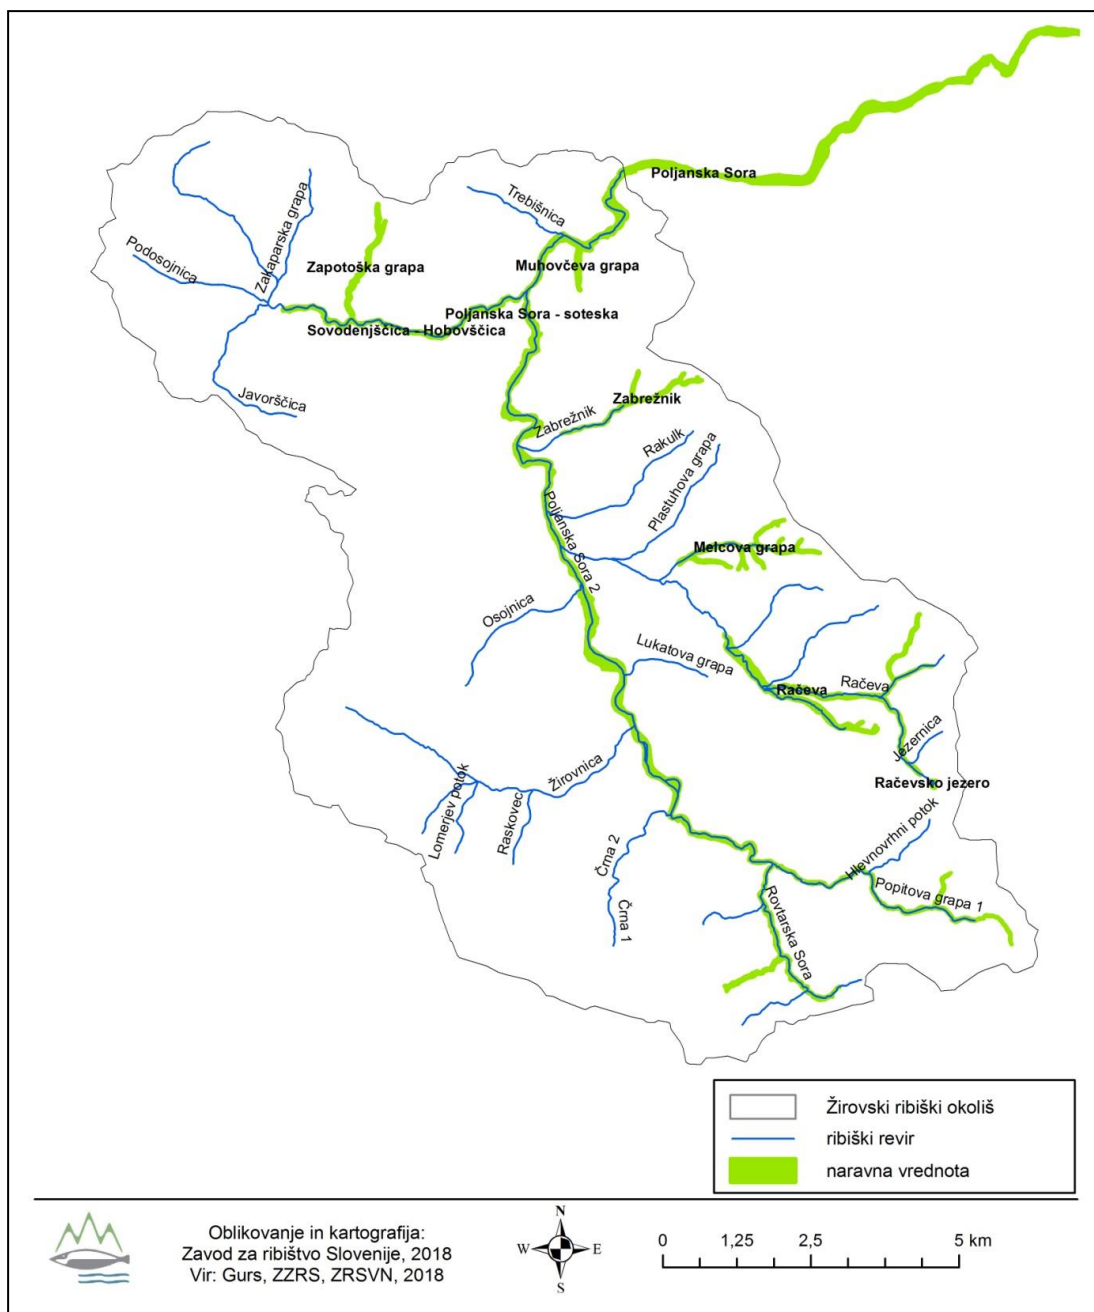 Poljanska Sora
Trebišnica
Zakaparska grapa
Podosojnica
Zapotoška grapa
Muhovčeva grapa
Poljanska Sora - soteska
Sovodenjščica - Hobovščica
Javorščica
Zabrežnik
Zabrežnik
Rakulk
Plastuhova grapa
Poljanska Sora 2
Melcova grapa
Osojnica
Lukatova grapa
Račeva
Račeva
Jezernica
Račevsko jezero
Žirovnica
Lomerjev potok
Raskovec
Črna 2
Črna 1
Hlevnovrhni potok
Popitova grapa 1
Rovtarska Sora
Žirovski ribiški okoliš
ribiški revir
naravna vrednota
Oblikovanje in kartografija:
Zavod za ribištvo Slovenije, 2018
Vir: Gurs, ZZRS, ZRSVN, 2018
N
W E
S
0 1,25 2,5 5 km